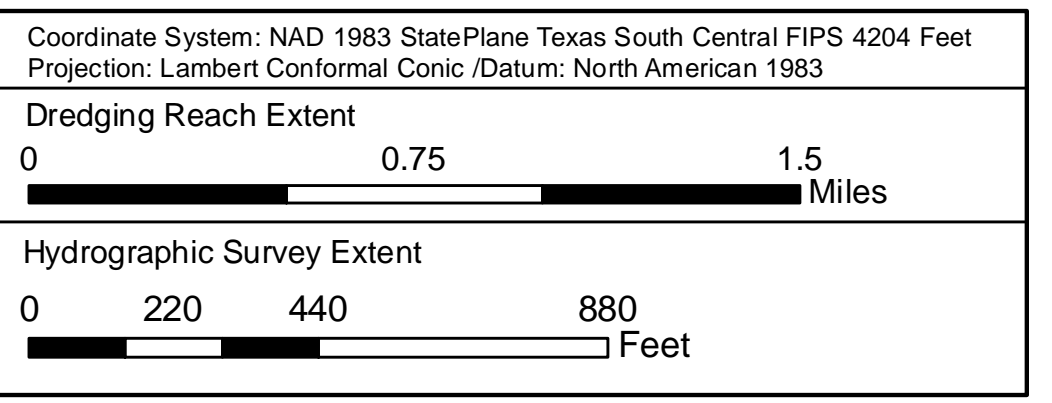 Coordinate System: NAD 1983 StatePlane Texas South Central FIPS 4204 Feet
Projection: Lambert Conformal Conic /Datum: North American 1983
Dredging Reach Extent
0 0.75 1.5
Miles
Hydrographic Survey Extent
0 220 440 880
Feet